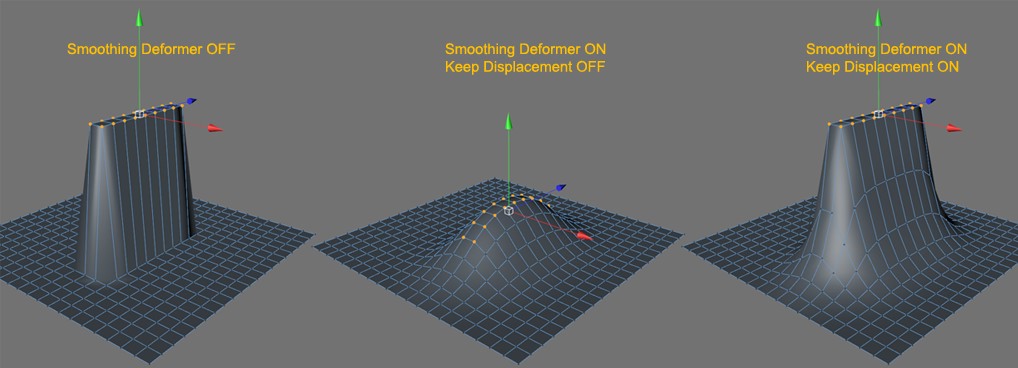 Smoothing Deformer OFF
Smoothing Deformer ON
Keep Displacement OFF
Smoothing Deformer ON
Keep Displacement ON